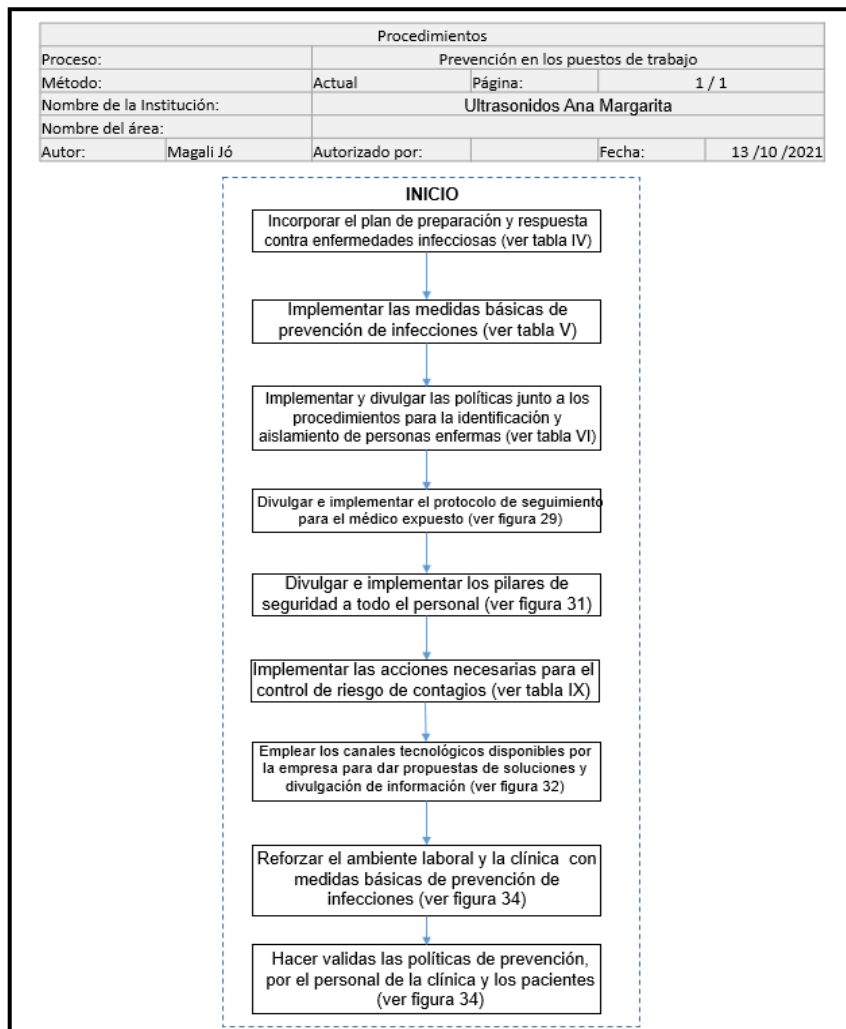 Procedimientos
Proceso: Prevención en los puestos de trabajo
Método: Actual Página: 1 / 1
Nombre de la Institución: Ultrasonidos Ana Margarita
Nombre del área:
Autor: Magali Jó Autorizado por: Fecha: 13 /10 /2021
INICIO
Incorporar el plan de preparación y respuesta
contra enfermedades infecciosas (ver tabla IV)
Implementar las medidas básicas de
prevención de infecciones (ver tabla V)
Implementar y divulgar las políticas junto a los
procedimientos para la identificación y
aislamiento de personas enfermas (ver tabla VI)
Divulgar e implementar el protocolo de seguimiento
para el médico expuesto (ver figura 29)
Divulgar e implementar los pilares de
seguridad a todo el personal (ver figura 31)
Implementar las acciones necesarias para el
control de riesgo de contagios (ver tabla IX)
Emplear los canales tecnológicos disponibles por
la empresa para dar propuestas de soluciones y
divulgación de información (ver figura 32)
Reforzar el ambiente laboral y la clínica con
medidas básicas de prevención de
infecciones (ver figura 34)
Hacer validas las políticas de prevención,
por el personal de la clínica y los pacientes
(ver figura 34)